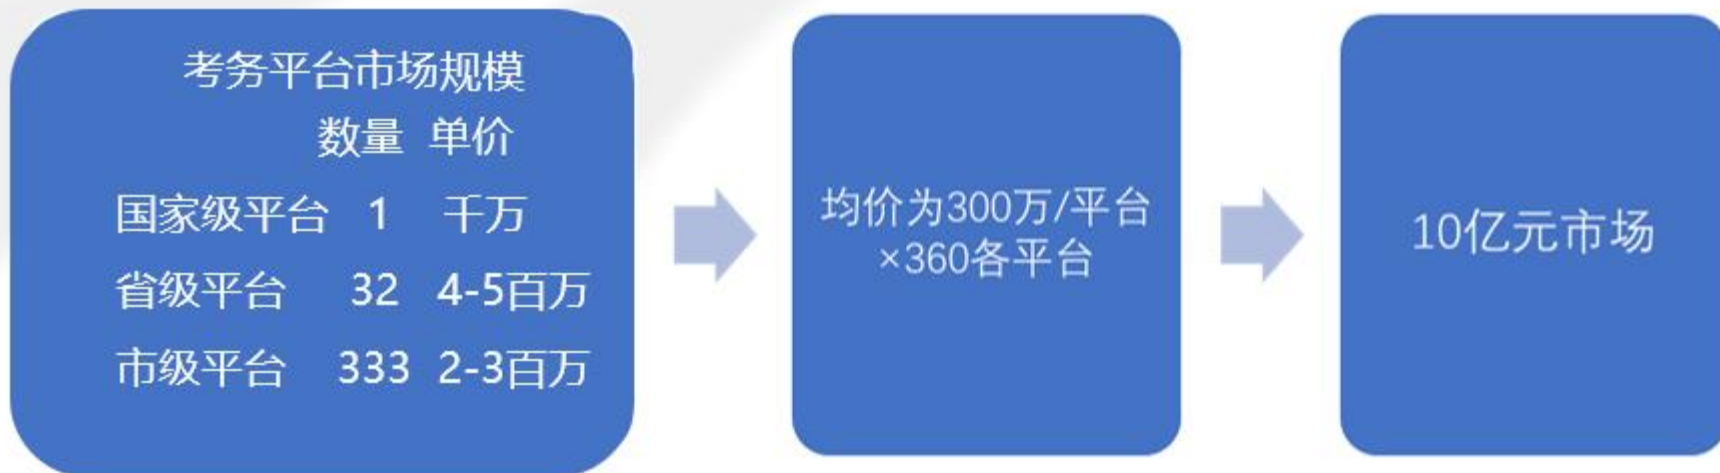 考务平台市场规模
数量 单价
国家级平台 1 千万
省级平台 32 4-5百万
市级平台 333 2-3百万
均价为300万/平台
×360各平台
10亿元市场